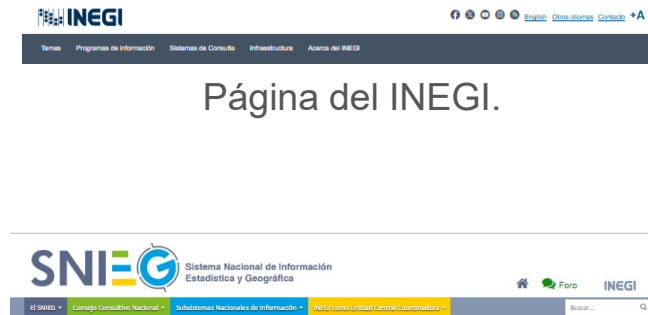 INEGI
English Otros idiomas Contacto +A
Temas Programas de información Sistemas de Consulta Infraestructura Acerca del INEGI
Página del INEGI.
SNIEG Sistema Nacional de Información
Estadística y Geográfica
Foro INEGI
El SNIEG Consejo Consultivo Nacional Subsistemas Nacionales de Información INEGI como Unidad Central Coordinadora Buscar...